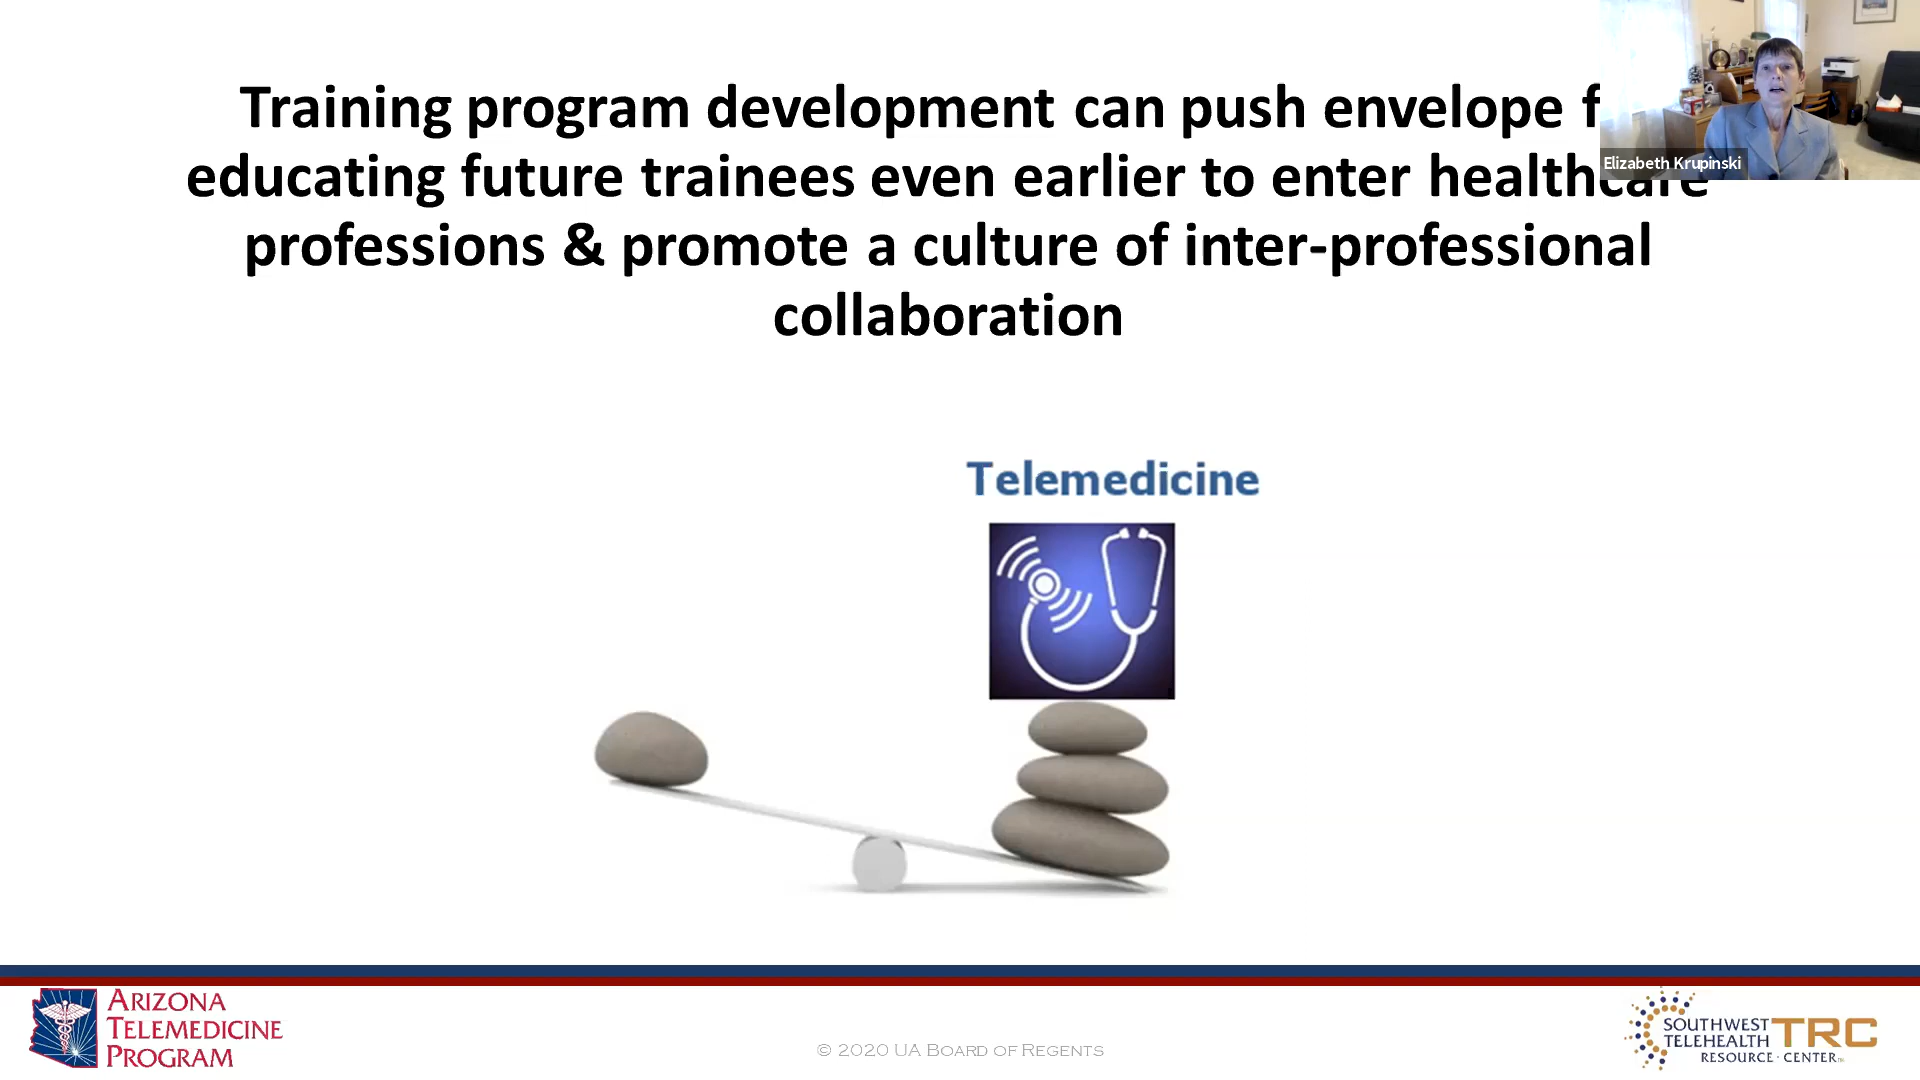 Training program development can push envelope f
educating future trainees even earlier to enter healthcare
professions & promote a culture of inter-professional
collaboration
Elizabeth Krupinski
Telemedicine
ARIZONA
TELEMEDICINE
PROGRAM
© 2020 UA BOARD OF REGENTS
SOUTHWEST
TELEHEALTH
TRC
RESOURCE · CENTER